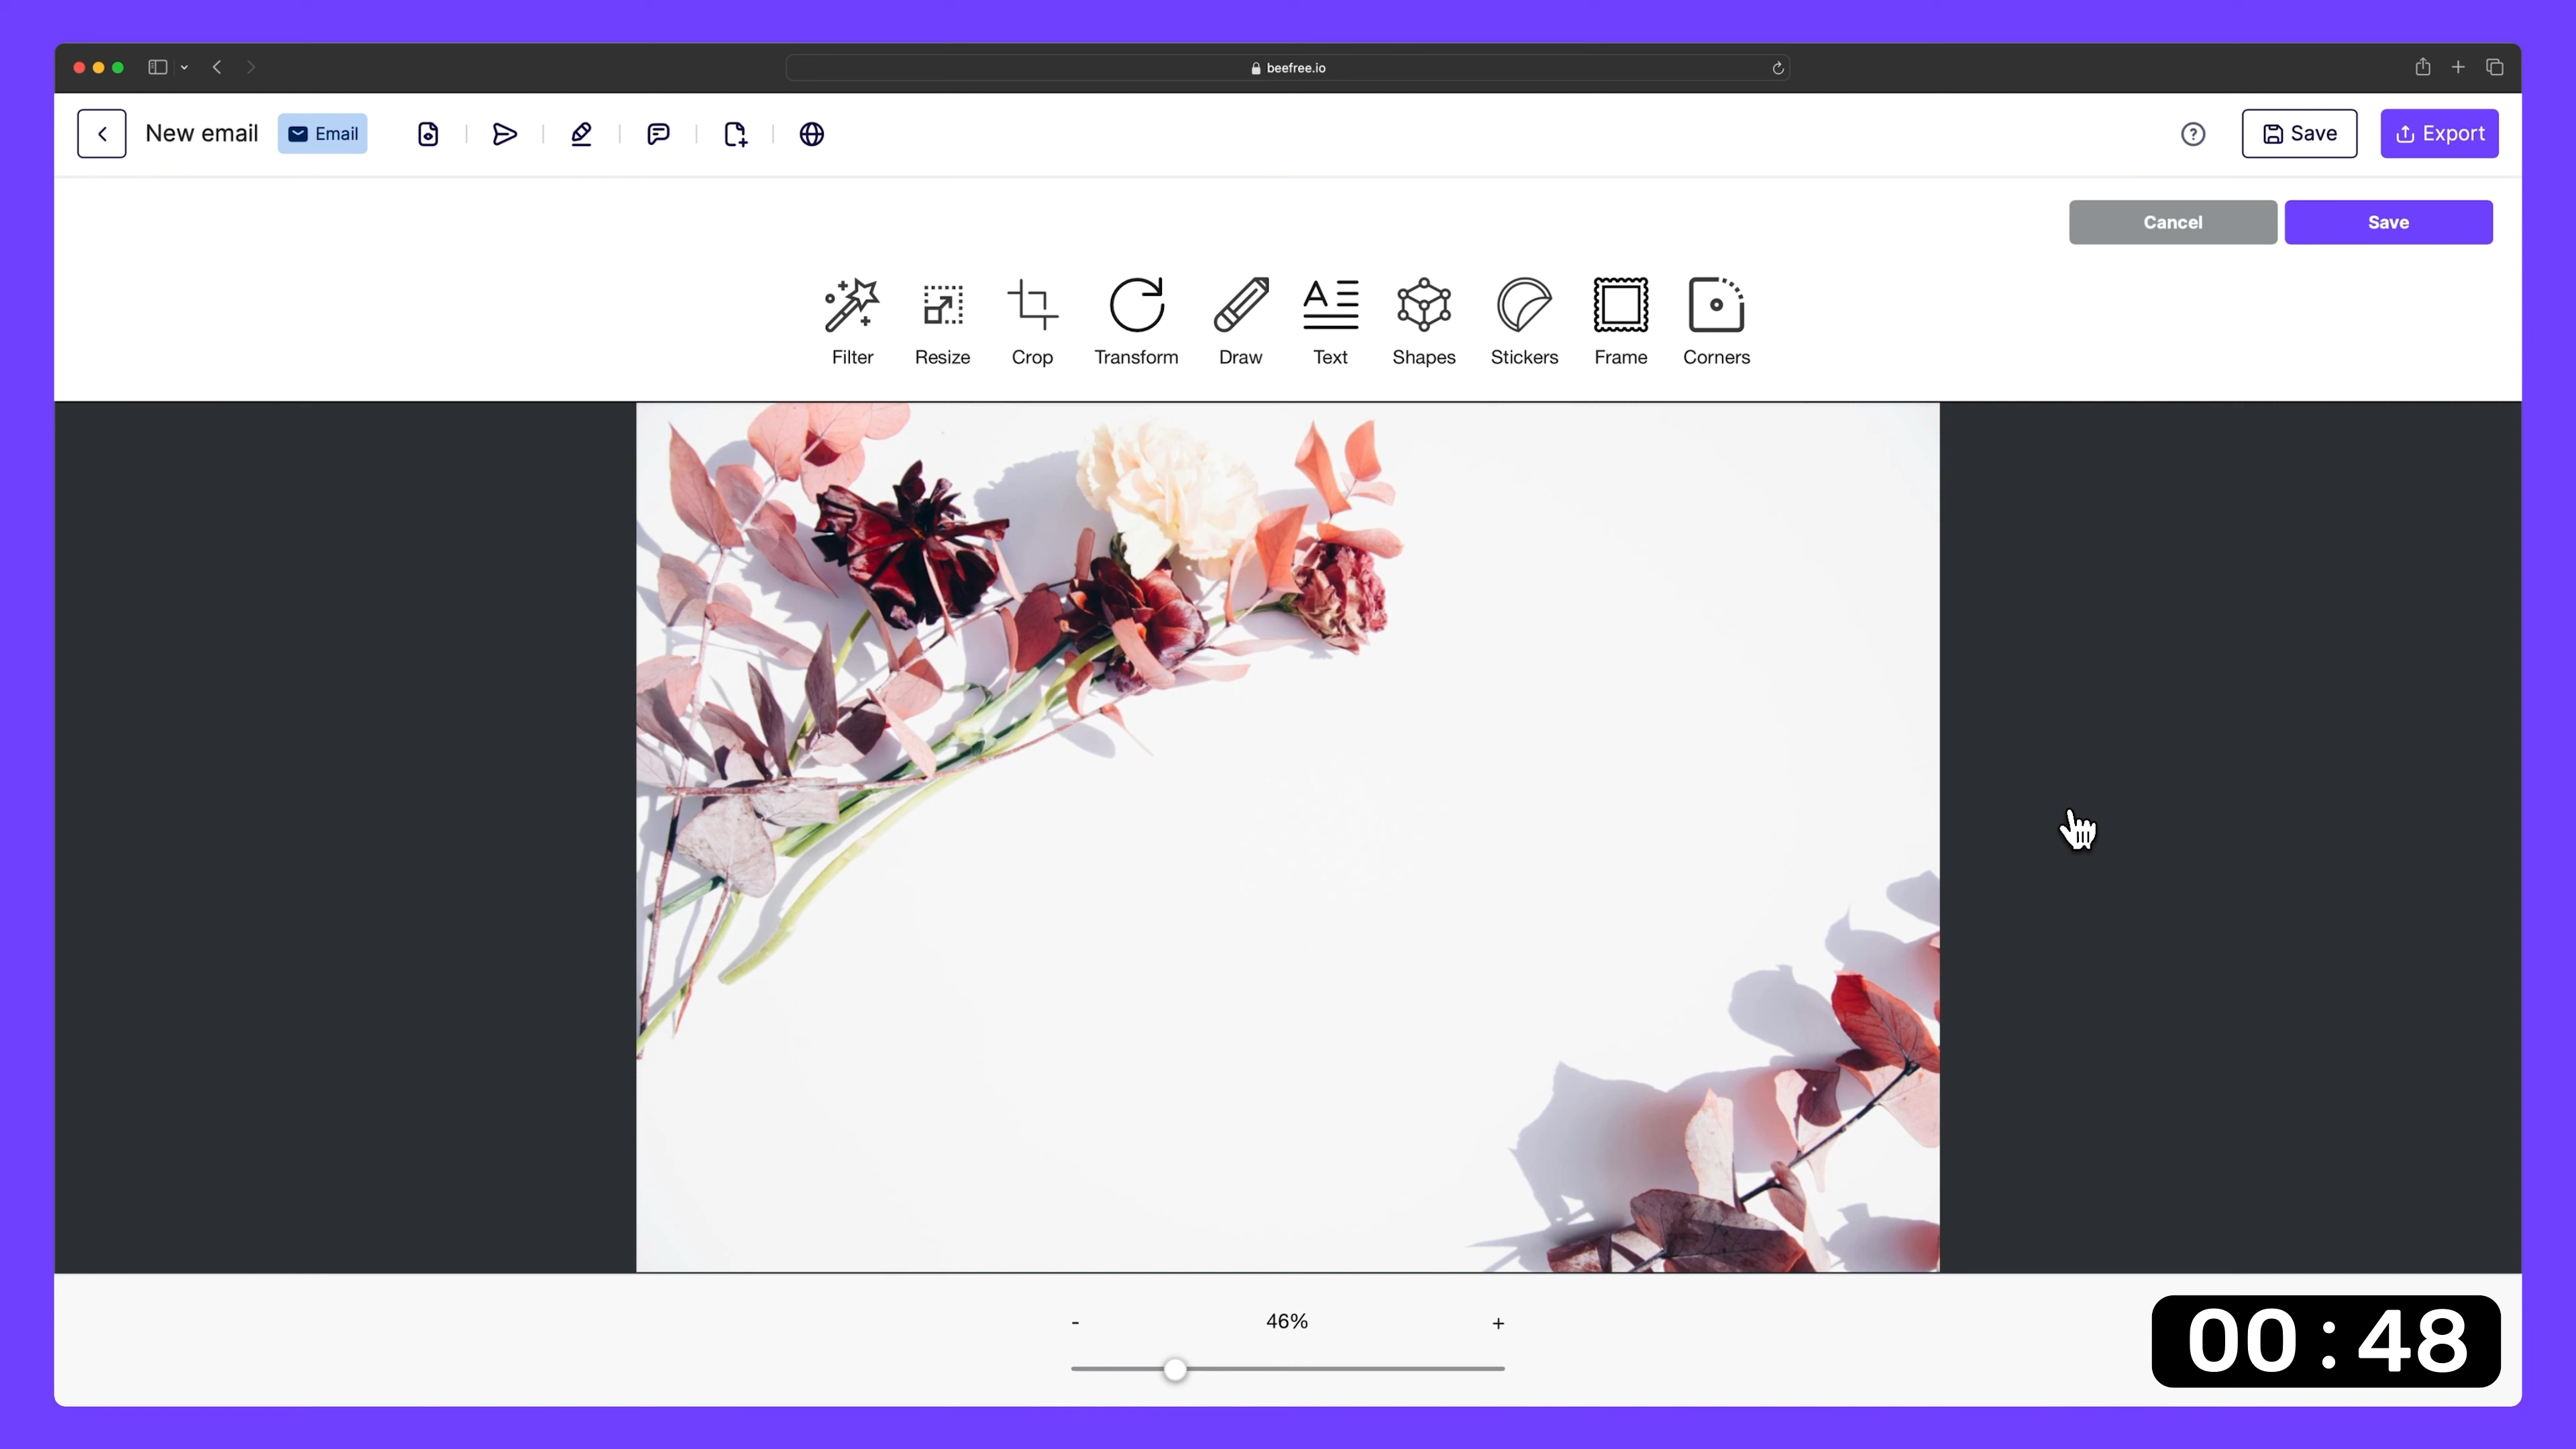 beefree.io
New email
Email
Save
Export
Cancel
Save
Filter
Resize
Crop
Transform
Draw
Text
Shapes
Stickers
Frame
Corners
- 46% +
00:48